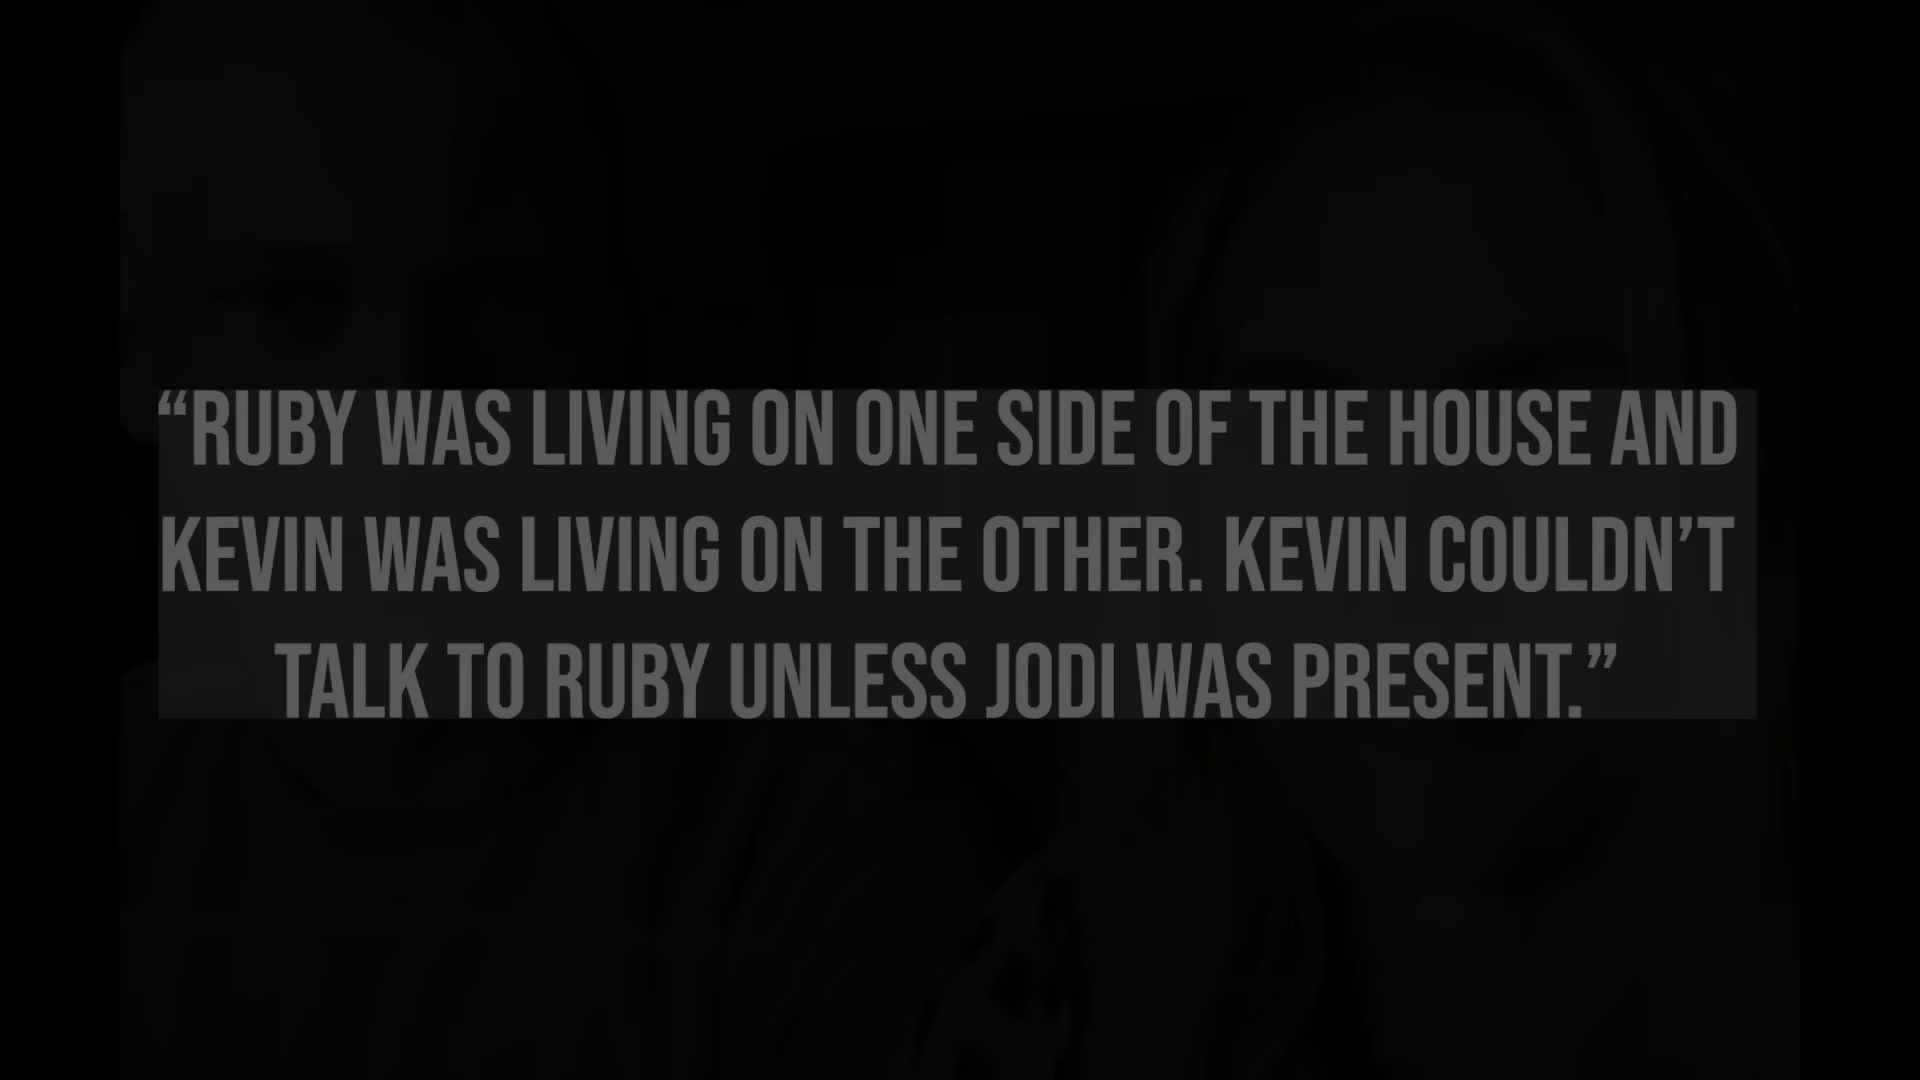 “RUBY WAS LIVING ON ONE SIDE OF THE HOUSE AND
KEVIN WAS LIVING ON THE OTHER. KEVIN COULDN’T
TALK TO RUBY UNLESS JODI WAS PRESENT.”